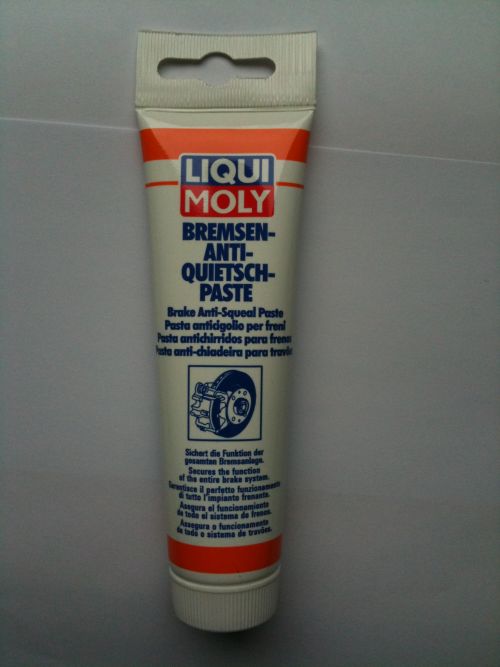 LIQUI
MOLY
BREMSEN-
ANTI-
QUIETSCH-
PASTE
Brake Anti-Squeal Paste
Pasta anticigolio per freni
Pasta antichirridos para frenos
Pasta anti-chiadeira para travões
Sichert die Funktion der
gesamten Bremsanlage.
Secures the function
of the entire brake system.
Garantisce il perfetto funzionamento
di tutto l'impianto frenante.
Asegura el funcionamiento
de todo el sistema de frenos.
Assegura o funcionamento
de todo o sistema de travões.